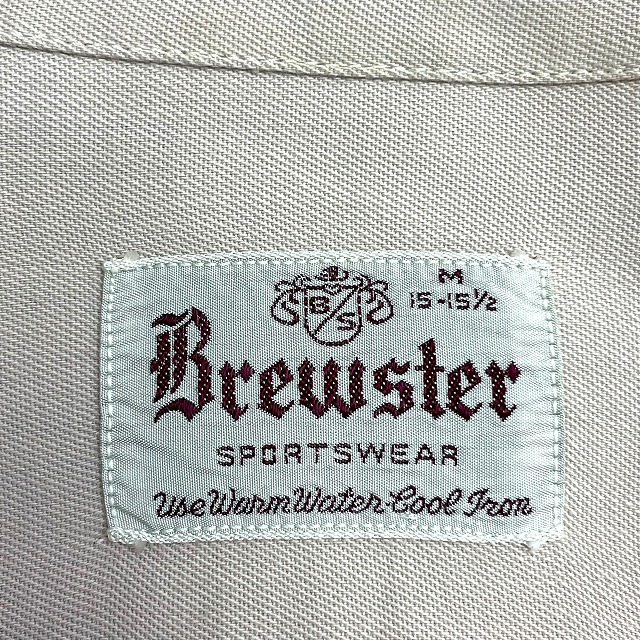 B/S
M
15-15½
Brewster
SPORTSWEAR
Use Warm Water-Cool Iron